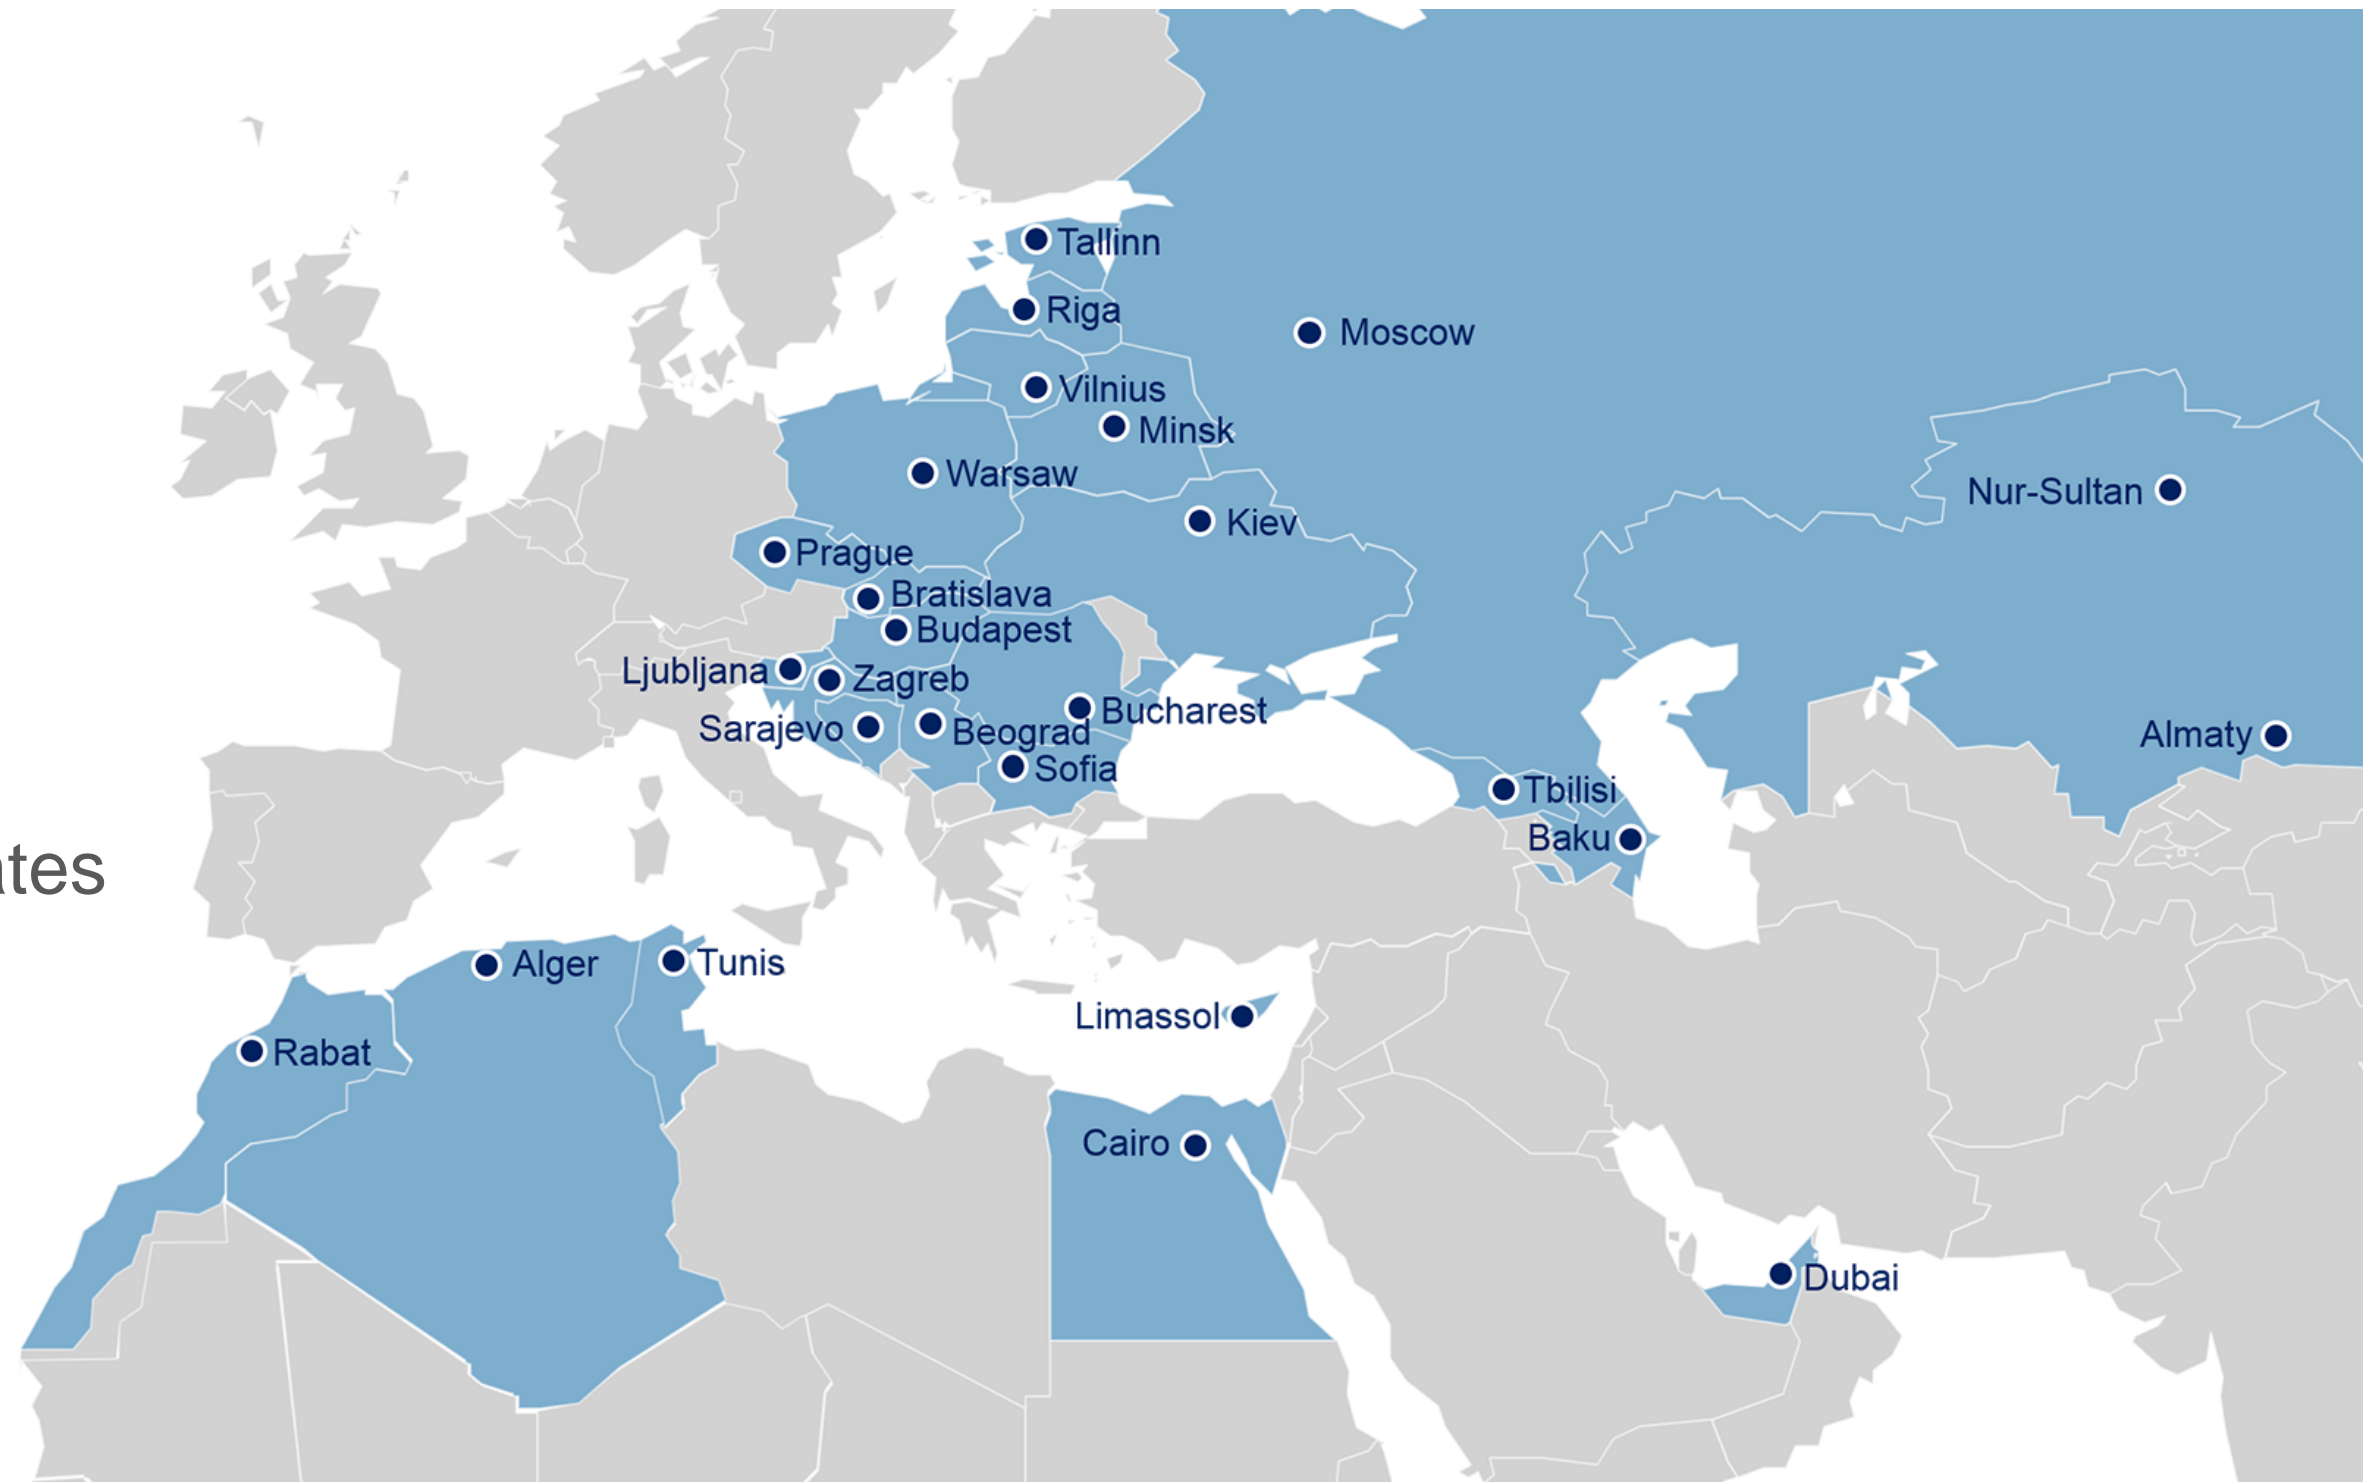 Tallinn
Riga
Moscow
Vilnius
Minsk
Warsaw
Nur-Sultan
Kiev
Prague
Bratislava
Budapest
Ljubljana
Zagreb
Bucharest
Sarajevo
Beograd
Almaty
Sofia
Tbilisi
Baku
ates
Alger
Tunis
Limassol
Rabat
Cairo
Dubai